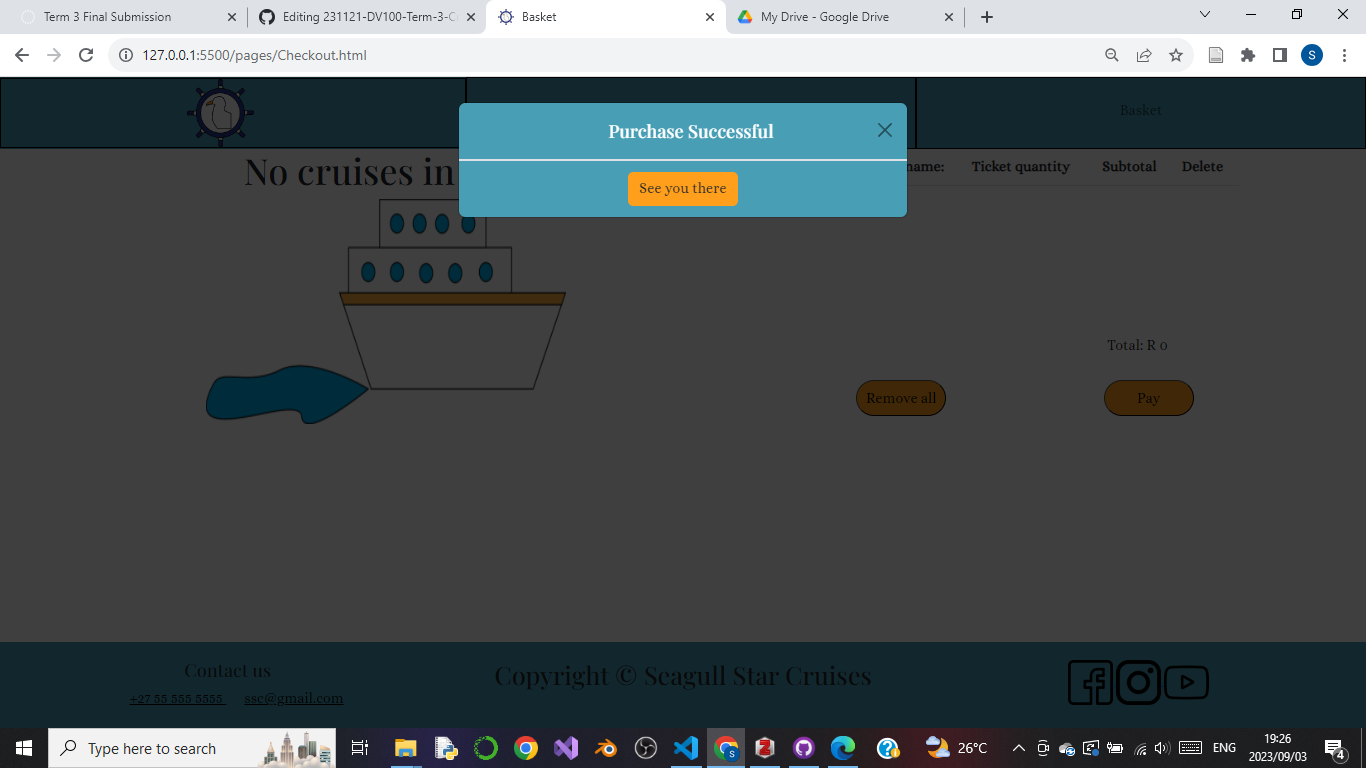 Term 3 Final Submission
Editing 231121-DV100-Term-3-C
Basket
My Drive - Google Drive
127.0.0.1:5500/pages/Checkout.html
S
Basket
Purchase Successful
See you there
No cruises in
name:
Ticket quantity
Subtotal
Delete
Total: R 0
Remove all
Pay
Contact us
+27 55 555 5555
ssc@gmail.com
Copyright © Seagull Star Cruises
Type here to search
S
26°C
ENG
19:26
2023/09/03
4